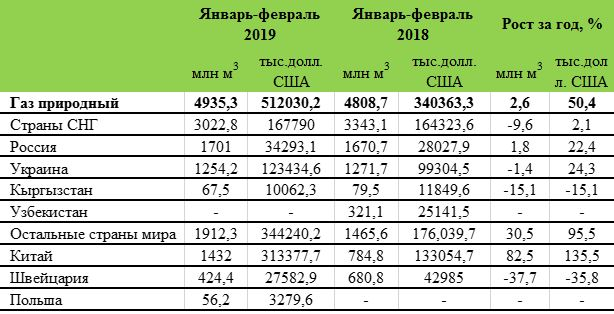 Январь-февраль 2019 Январь-февраль 2018 Рост за год, %
млн м³ тыс.долл. США млн м³ тыс.долл. США млн м³ тыс.дол л. США
Газ природный 4935,3 512030,2 4808,7 340363,3 2,6 50,4
Страны СНГ 3022,8 167790 3343,1 164323,6 -9,6 2,1
Россия 1701 34293,1 1670,7 28027,9 1,8 22,4
Украина 1254,2 123434,6 1271,7 99304,5 -1,4 24,3
Кыргызстан 67,5 10062,3 79,5 11849,6 -15,1 -15,1
Узбекистан - - 321,1 25141,5 - -
Остальные страны мира 1912,3 344240,2 1465,6 176,039,7 30,5 95,5
Китай 1432 313377,7 784,8 133054,7 82,5 135,5
Швейцария 424,4 27582,9 680,8 42985 -37,7 -35,8
Польша 56,2 3279,6 - - - -